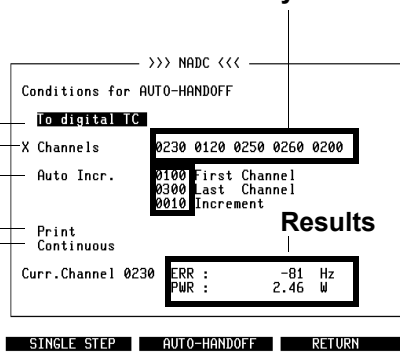 >>> NADC <<<
Conditions for AUTO-HANDOFF
To digital TC
X Channels 0230 0120 0250 0260 0200
Auto Incr. 0100 First Channel
0300 Last Channel
0010 Increment
Results
Print
Continuous
Curr.Channel 0230 ERR : -81 Hz
PWR : 2.46 W
SINGLE STEP AUTO-HANDOFF RETURN